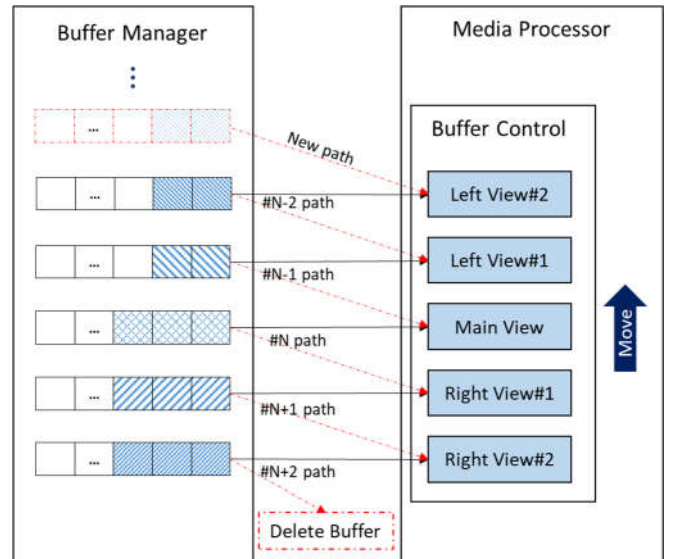 Buffer Manager
Media Processor
...
Buffer Control
New path
...
Left View#2
#N-2 path
...
Left View#1
#N-1 path
...
Main View
#N path
Move
...
Right View#1
#N+1 path
...
Right View#2
#N+2 path
Delete Buffer